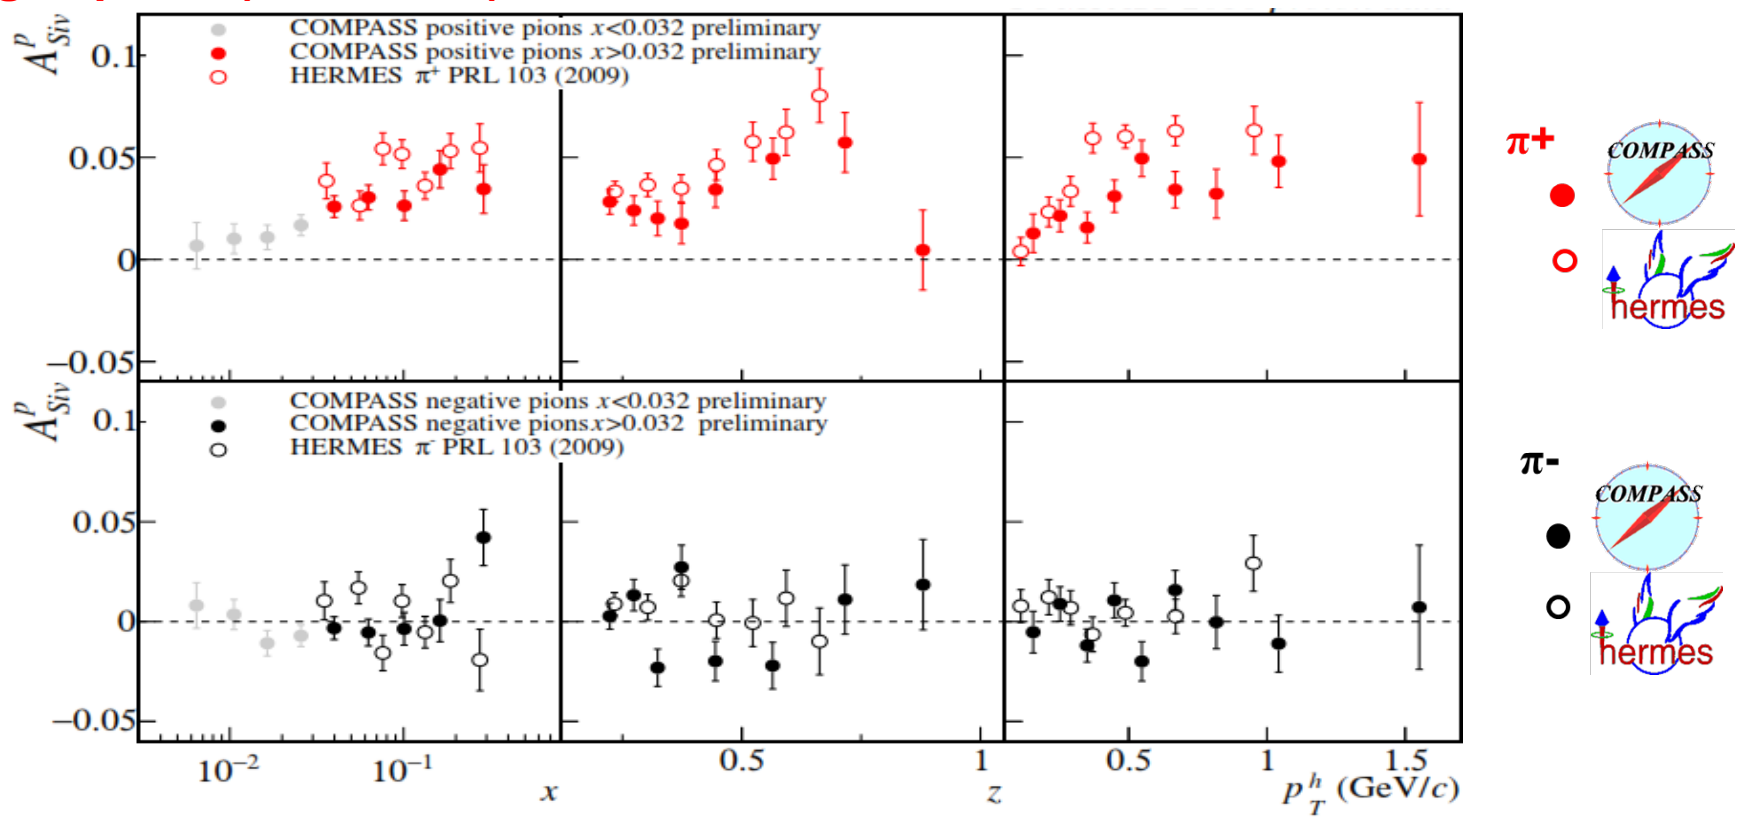 A^p_Siv
0.1
0.05
0
−0.05
COMPASS positive pions x<0.032 preliminary
COMPASS positive pions x>0.032 preliminary
HERMES π⁺ PRL 103 (2009)
π+
COMPASS
hermes
A^p_Siv
0.1
0.05
0
−0.05
COMPASS negative pions x<0.032 preliminary
COMPASS negative pions x>0.032 preliminary
HERMES π⁻ PRL 103 (2009)
π-
COMPASS
hermes
10⁻² 10⁻¹ 0.5 1 0.5 1 1.5
x z p_T^h (GeV/c)